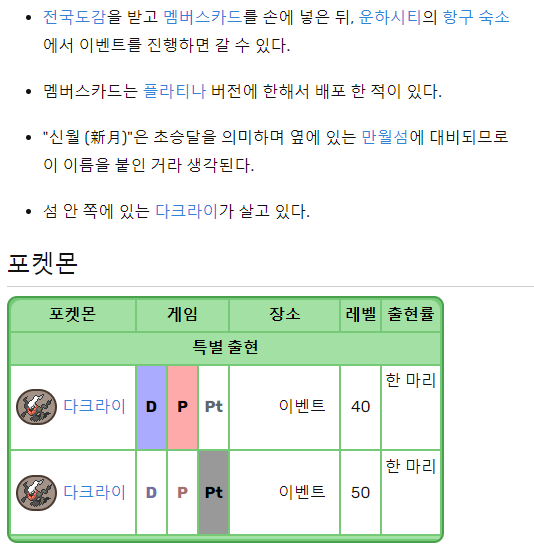 전국도감을 받고 멤버스카드를 손에 넣은 뒤, 운하시티의 항구 숙소
에서 이벤트를 진행하면 갈 수 있다.
멤버스카드는 플라티나 버전에 한해서 배포 한 적이 있다.
"신월 (新月)"은 초승달을 의미하며 옆에 있는 만월섬에 대비되므로
이 이름을 붙인 거라 생각된다.
섬 안 쪽에 있는 다크라이가 살고 있다.
포켓몬
포켓몬 게임 장소 레벨 출현률
특별 출현
다크라이 D P Pt 이벤트 40 한 마리
다크라이 D P Pt 이벤트 50 한 마리